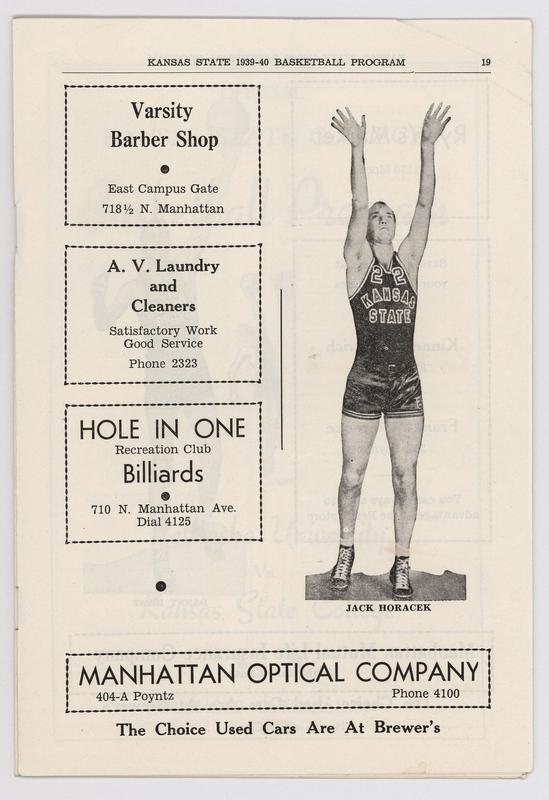 KANSAS STATE 1939-40 BASKETBALL PROGRAM 19
Varsity
Barber Shop
East Campus Gate
718½ N. Manhattan
A. V. Laundry
and
Cleaners
Satisfactory Work
Good Service
Phone 2323
HOLE IN ONE
Recreation Club
Billiards
710 N. Manhattan Ave.
Dial 4125
22
KANSAS
STATE
JACK HORACEK
MANHATTAN OPTICAL COMPANY
404-A Poyntz Phone 4100
The Choice Used Cars Are At Brewer's